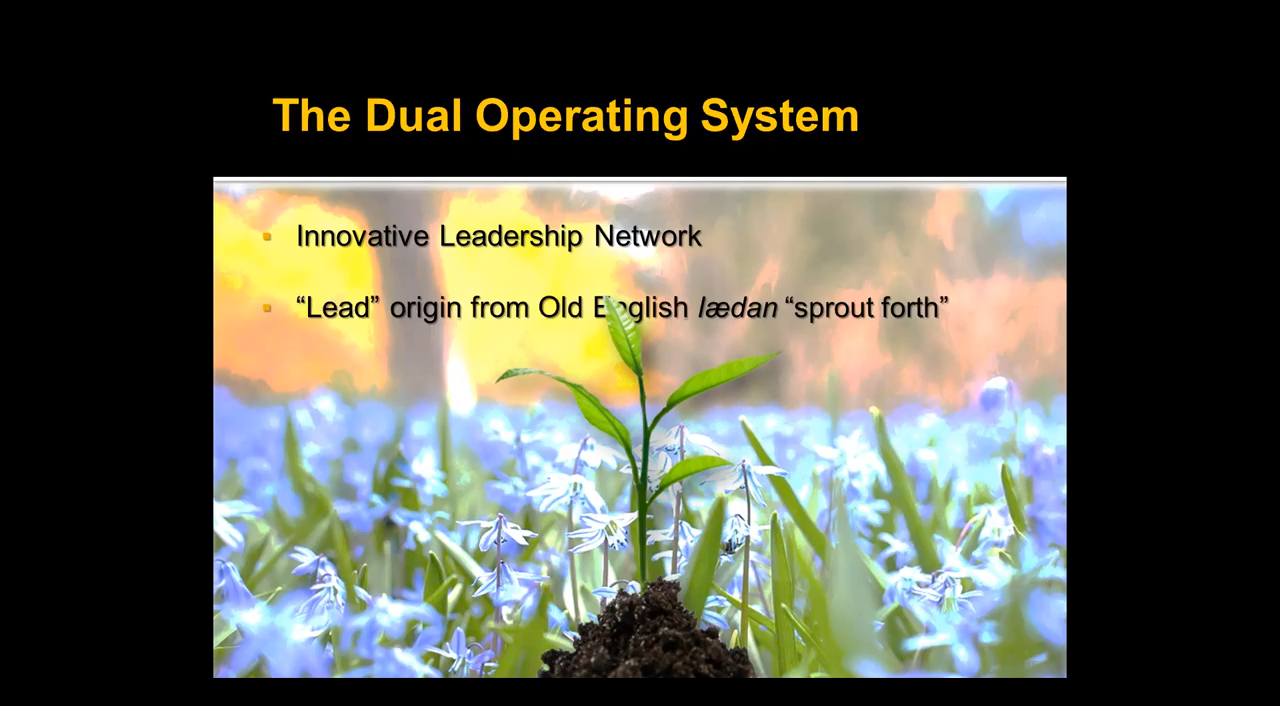 The Dual Operating System
▪ Innovative Leadership Network
▪ “Lead” origin from Old English lædan “sprout forth”